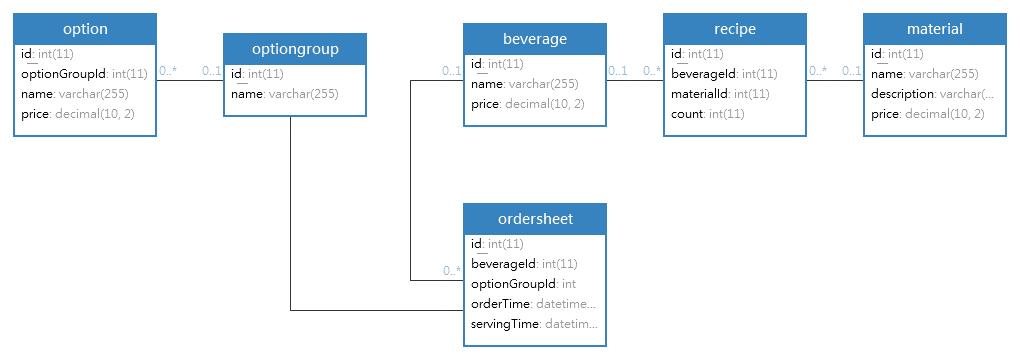 option
id: int(11)
optionGroupId: int(11)
name: varchar(255)
price: decimal(10, 2)
0..*
0..1
optiongroup
id: int(11)
name: varchar(255)
0..1
beverage
id: int(11)
name: varchar(255)
price: decimal(10, 2)
0..1
0..*
recipe
id: int(11)
beverageId: int(11)
materialId: int(11)
count: int(11)
0..*
0..1
material
id: int(11)
name: varchar(255)
description: varchar(...
price: decimal(10, 2)
0..*
ordersheet
id: int(11)
beverageId: int(11)
optionGroupId: int
orderTime: datetime...
servingTime: datetim...